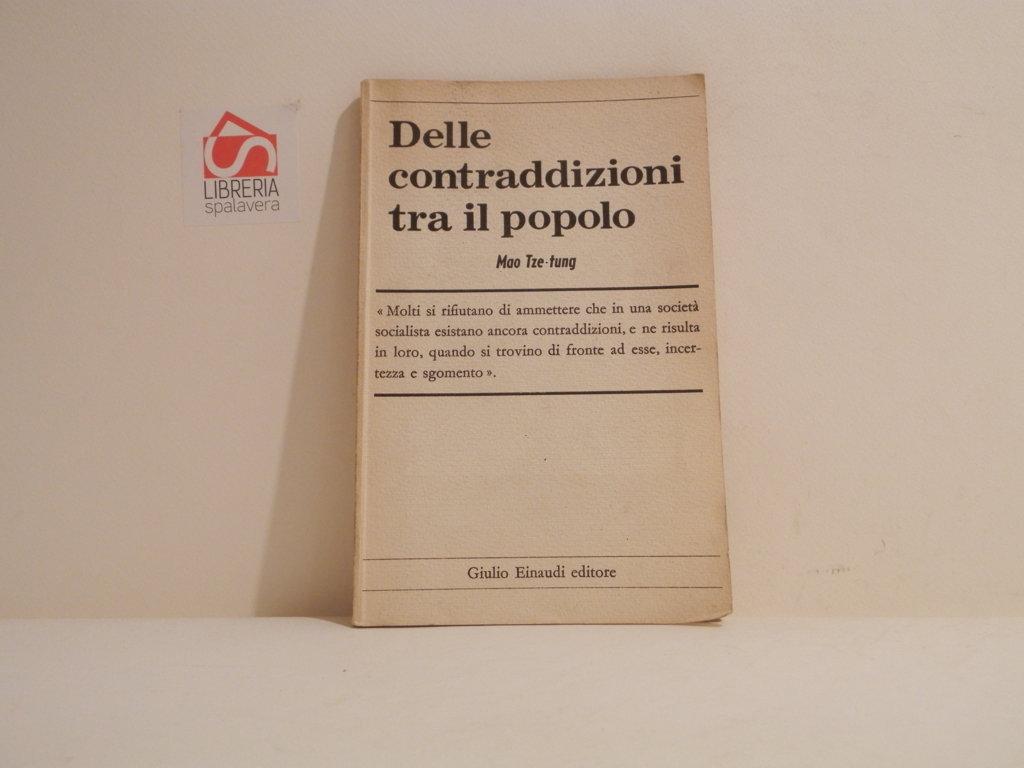 LIBRERIA
spalavera
Delle
contraddizioni
tra il popolo
Mao Tze-tung
« Molti si rifiutano di ammettere che in una società
socialista esistano ancora contraddizioni, e ne risulta
in loro, quando si trovino di fronte ad esse, incer-
tezza e sgomento ».
Giulio Einaudi editore